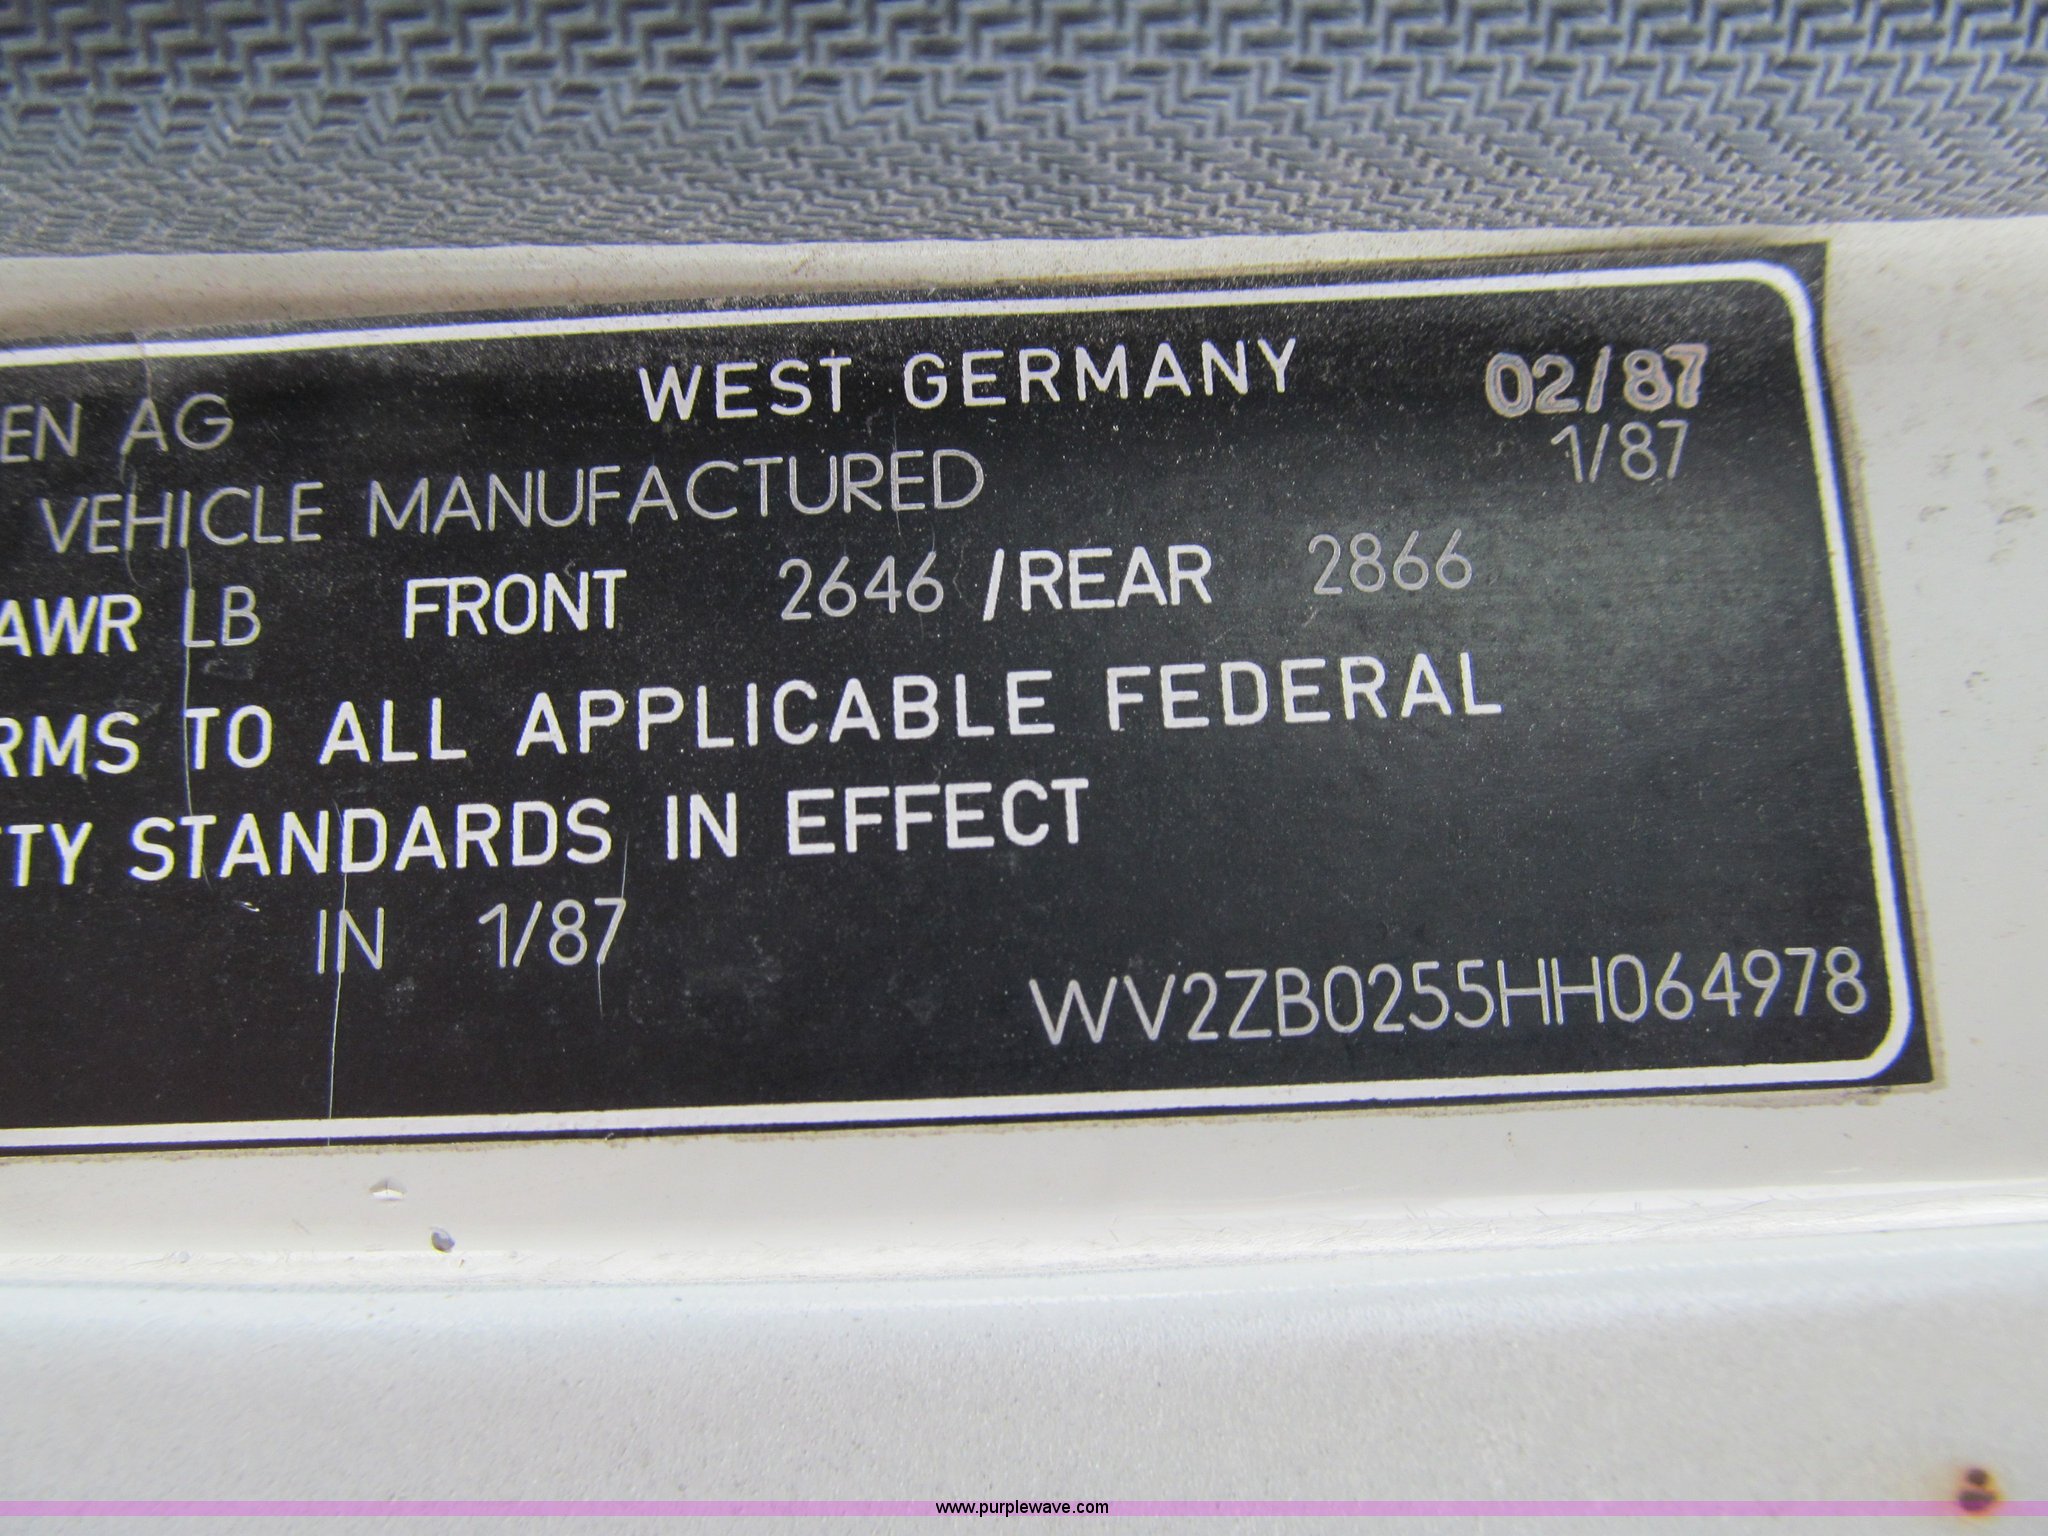 WEST GERMANY 02/87
EN AG 1/87
VEHICLE MANUFACTURED
AWR LB FRONT 2646 /REAR 2866
RMS TO ALL APPLICABLE FEDERAL
TY STANDARDS IN EFFECT
IN 1/87
WV2ZB0255HH064978
www.purplewave.com